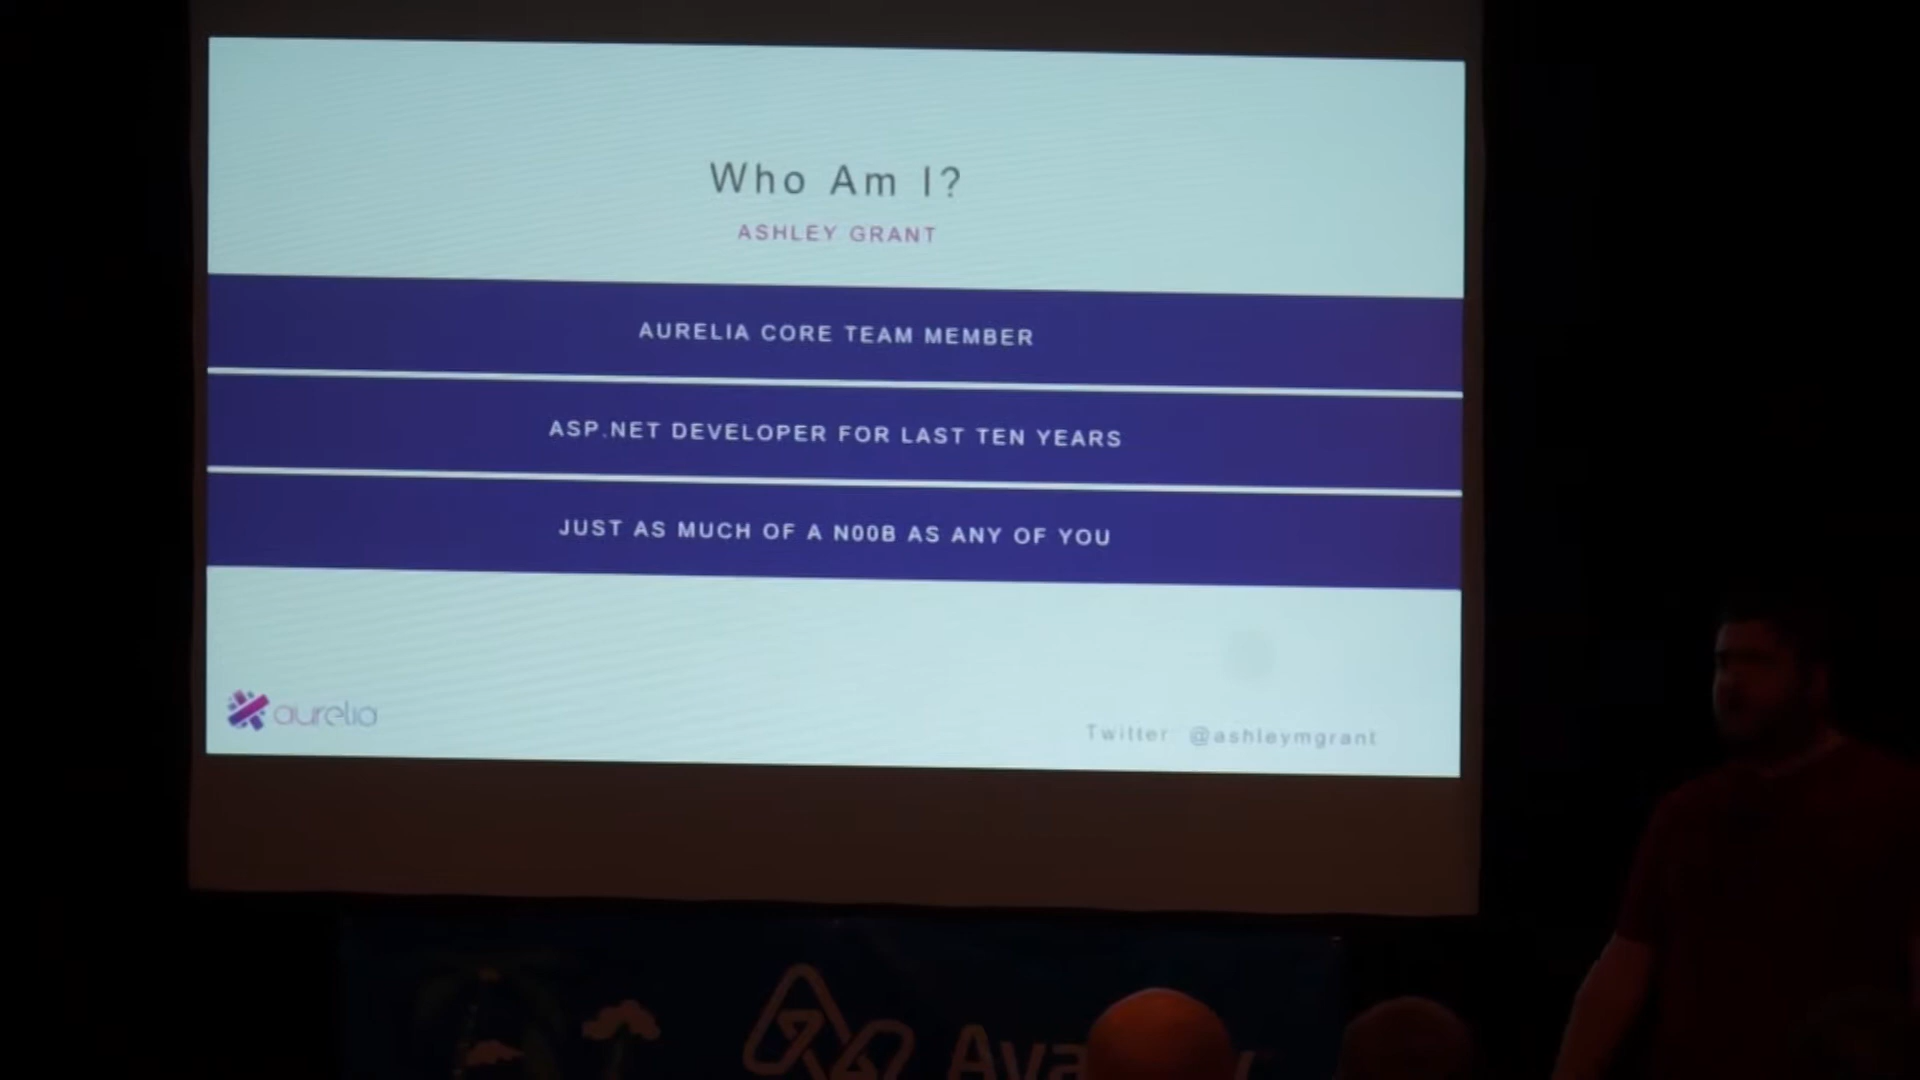 Who Am I?
ASHLEY GRANT
AURELIA CORE TEAM MEMBER
ASP.NET DEVELOPER FOR LAST TEN YEARS
JUST AS MUCH OF A N00B AS ANY OF YOU
aurelia
Twitter @ashleymgrant